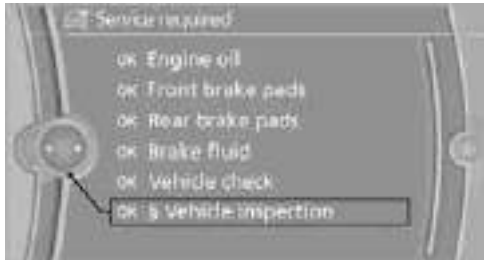 Service required
OK Engine oil
OK Front brake pads
OK Rear brake pads
OK Brake fluid
OK Vehicle check
OK § Vehicle inspection